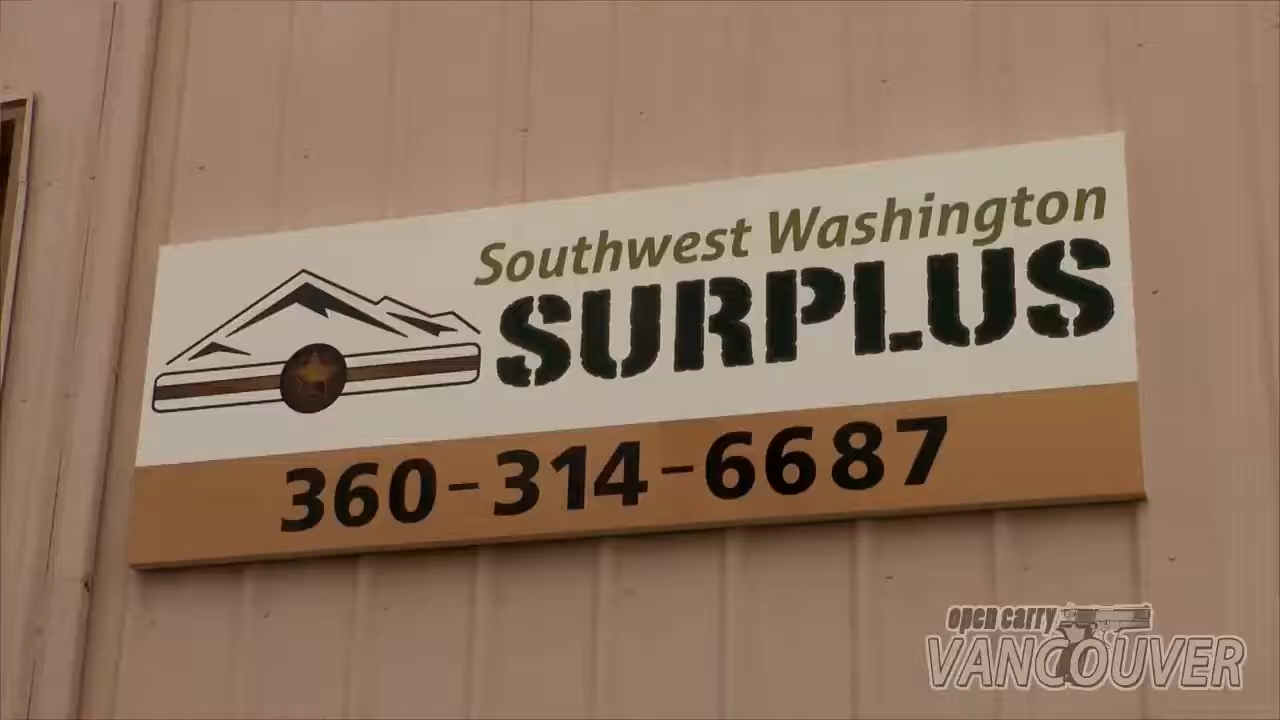 Southwest Washington
SURPLUS
360-314-6687
open carry
VANCOUVER